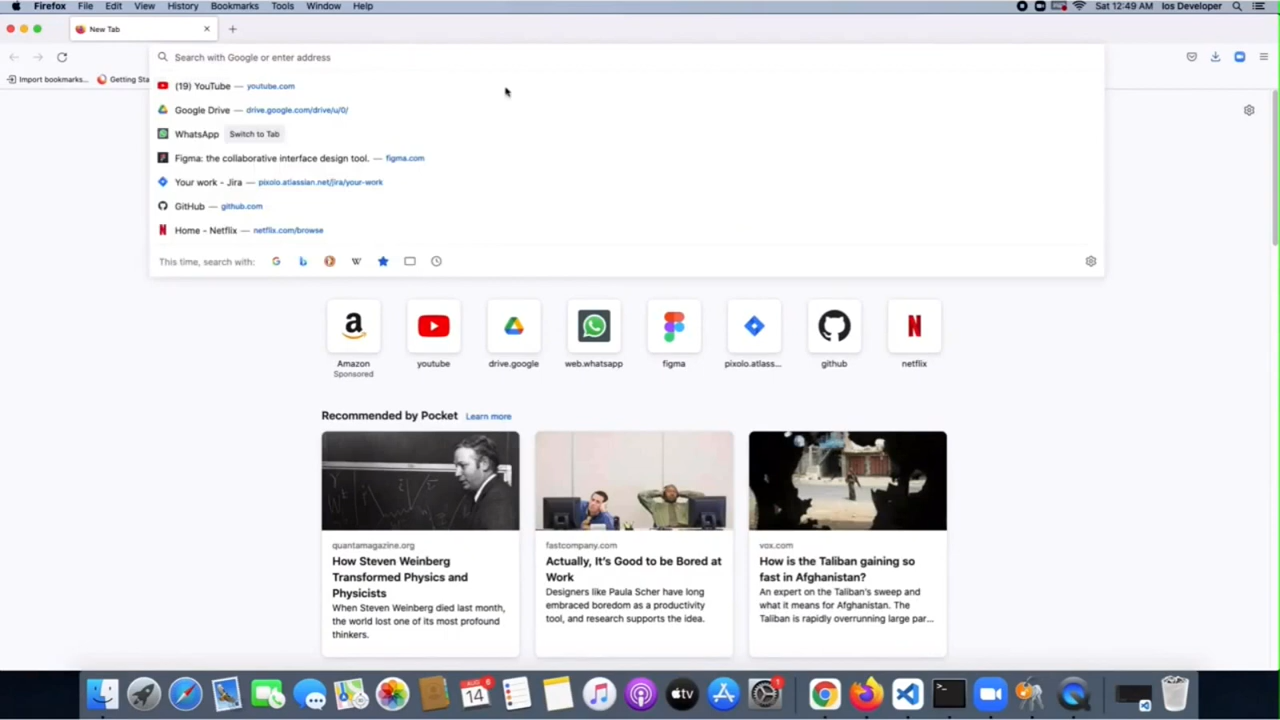 Firefox File Edit View History Bookmarks Tools Window Help Sat 12:49 AM Ios Developer
New Tab
Search with Google or enter address
Import bookmarks... Getting Sta
(19) YouTube — youtube.com
Google Drive — drive.google.com/drive/u/0/
WhatsApp Switch to Tab
Figma: the collaborative interface design tool. — figma.com
Your work - Jira — pixolo.atlassian.net/jira/your-work
GitHub — github.com
Home - Netflix — netflix.com/browse
This time, search with:
Amazon youtube drive.google web.whatsapp figma pixolo.atlass... github netflix
Sponsored
Recommended by Pocket Learn more
quantamagazine.org
How Steven Weinberg
Transformed Physics and
Physicists
When Steven Weinberg died last month,
the world lost one of its most profound
thinkers.
fastcompany.com
Actually, It's Good to be Bored at
Work
Designers like Paula Scher have long
embraced boredom as a productivity
tool, and research supports the idea.
vox.com
How is the Taliban gaining so
fast in Afghanistan?
An expert on the Taliban's sweep and
what it means for Afghanistan. The
Taliban is rapidly overrunning large par...
AUG
14
6
tv
1